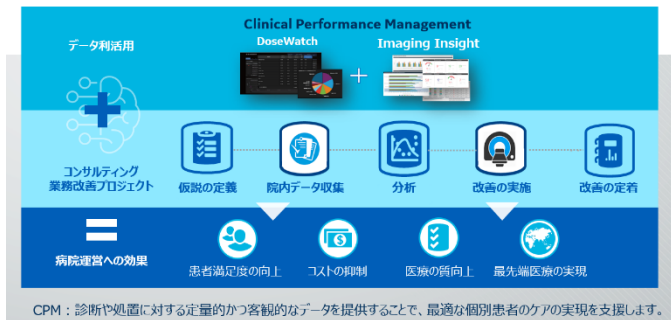 Clinical Performance Management
データ利活用
DoseWatch
Imaging Insight
コンサルティング
業務改善プロジェクト
仮説の定義
院内データ収集
分析
改善の実施
改善の定着
病院運営への効果
患者満足度の向上
コストの抑制
医療の質向上
最先端医療の実現
CPM：診断や処置に対する定量的かつ客観的なデータを提供することで、最適な個別患者のケアの実現を支援します。